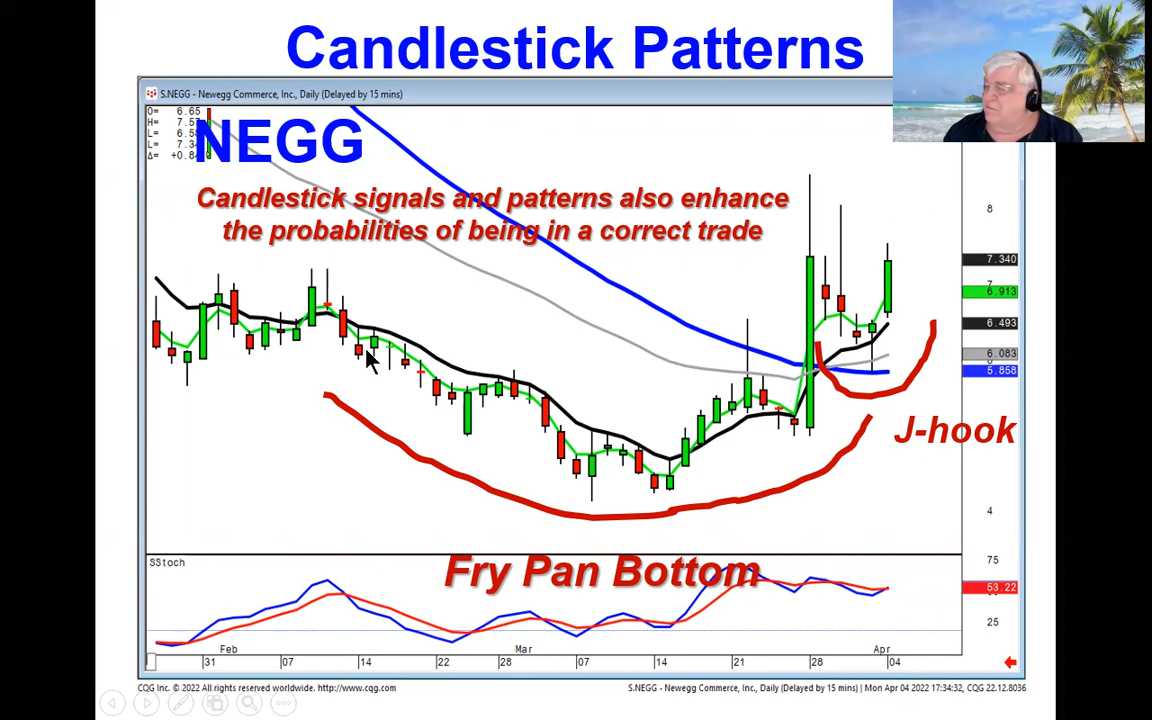 Candlestick Patterns
S.NEGG - Newegg Commerce, Inc., Daily (Delayed by 15 mins)
O= 6.65
H=
L=
L=
Δ=
NEGG
Candlestick signals and patterns also enhance
the probabilities of being in a correct trade
8
7.340
7
6.913
6.493
6.083
5.858
J-hook
4
SStoch
Fry Pan Bottom
75
53.22
25
Feb Mar Apr
31 07 14 22 28 07 14 21 28 04
CQG Inc. © 2022 All rights reserved worldwide. http://www.cqg.com
S.NEGG - Newegg Commerce, Inc., Daily (Delayed by 15 mins) | Mon Apr 04 2022 17:34:32, CQG 22.12.8036